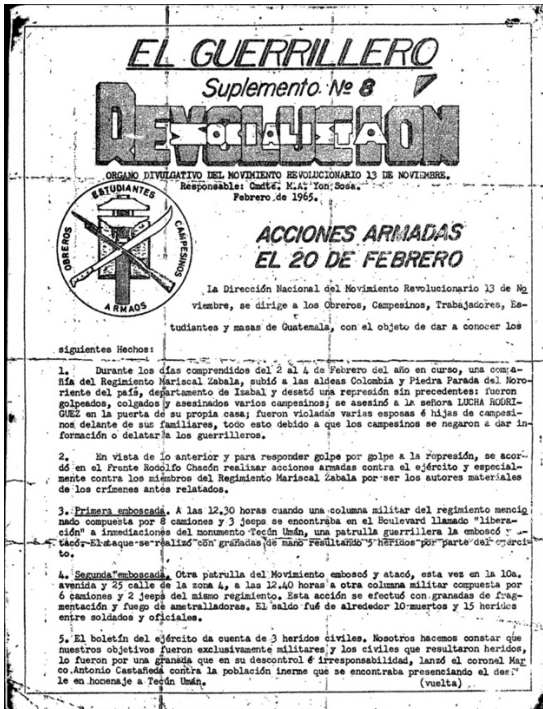 EL GUERRILLERO
Suplemento Nº 8
REVOLUCIÓN
SOCIALISTA
ORGANO DIVULGATIVO DEL MOVIMIENTO REVOLUCIONARIO 13 DE NOVIEMBRE.
Responsable: Cmdte. M.A. Yon Sosa.
Febrero de 1965.
ESTUDIANTES
OBREROS
CAMPESINOS
ARMAOS
ACCIONES ARMADAS
EL 20 DE FEBRERO
La Dirección Nacional del Movimiento Revolucionario 13 de No
viembre, se dirige a los Obreros, Campesinos, Trabajadores, Es-
tudiantes y masas de Guatemala, con el objeto de dar a conocer los
siguientes Hechos:
1. Durante los días comprendidos del 2 al 4 de Febrero del año en curso, una compa-
ñía del Regimiento Mariscal Zabala, subió a las aldeas Colombia y Piedra Parada del Noro-
riente del país, departamento de Izabal y desató una represión sin precedentes: fueron
golpeados, colgados y asesinados varios campesinos; se asesinó a la señora LUCHA RODRI-
GUEZ en la puerta de su propia casa; fueron violadas varias esposas é hijas de campesi-
nos delante de sus familiares, todo esto debido a que los campesinos se negaron a dar in-
formación o delatar a los guerrilleros.
2. En vista de lo anterior y para responder golpe por golpe a la represión, se acor-
dó en el Frente Rodolfo Chacón realizar acciones armadas contra el ejército y especial-
mente contra los miembros del Regimiento Mariscal Zabala por ser los autores materiales
de los crímenes antes relatados.
3. Primera emboscada. A las 12.30 horas cuando una columna militar del regimiento mencio
nado compuesta por 8 camiones y 3 jeeps se encontraba en el Boulevard llamado "libera-
ción" a inmediaciones del monumento Tecún Umán, una patrulla guerrillera la emboscó y a-
tacó. El ataque se realizó con granadas de mano resultando 5 heridos por parte del ejérci-
to.
4. Segunda emboscada. Otra patrulla del Movimiento emboscó y atacó, esta vez en la 10a.
avenida y 25 calle de la zona 4, a las 12.40 horas a otra columna militar compuesta por
6 camiones y 2 jeeps del mismo regimiento. Esta acción se efectuó con granadas de frag-
mentación y fuego de ametralladoras. El saldo fué de alrededor 10 muertos y 15 heridos
entre soldados y oficiales.
5. El boletín del ejército da cuenta de 3 heridos civiles. Nosotros hacemos constar que
nuestros objetivos fueron exclusivamente militares y los civiles que resultaron heridos,
lo fueron por una granada que en su descontrol é irresponsabilidad, lanzó el coronel Mar
co Antonio Castañeda contra la población inerme que se encontraba presenciando el desfi
le en homenaje a Tecún Umán. (vuelta)